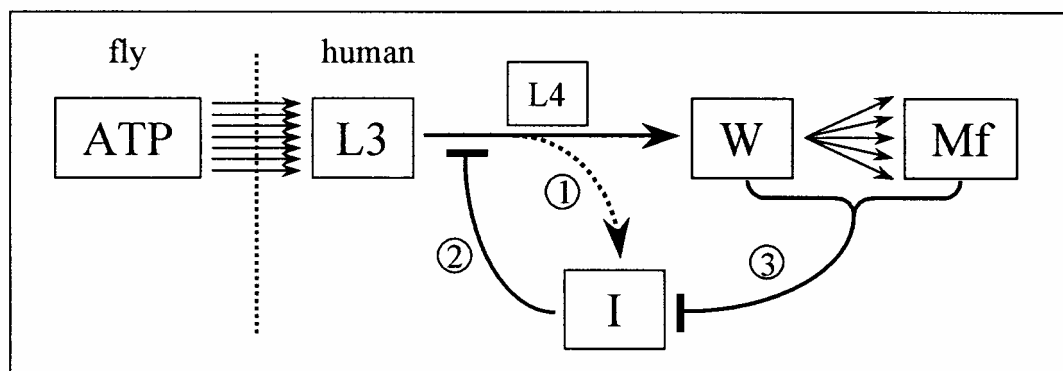 fly human
L4
ATP L3 W Mf
①
② ③
I